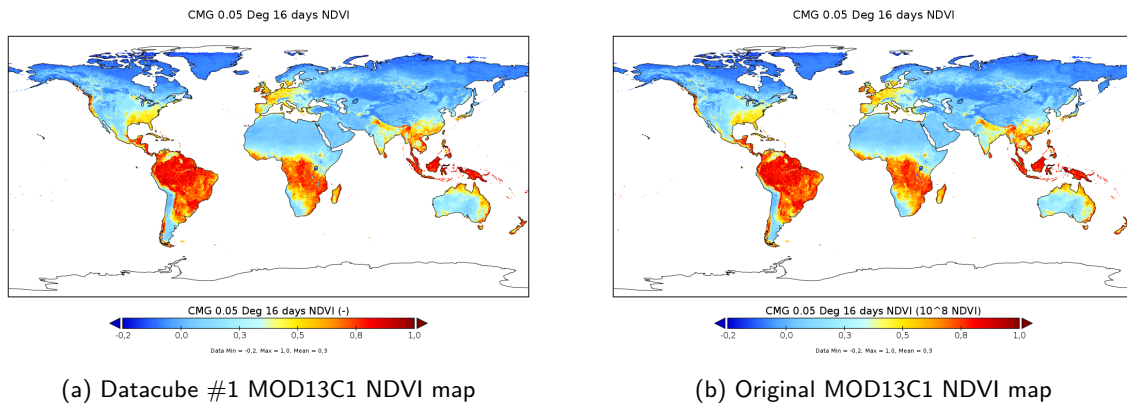 CMG 0.05 Deg 16 days NDVI
CMG 0.05 Deg 16 days NDVI (-)
-0,2 0,0 0,3 0,5 0,8 1,0
Data Min = -0,2, Max = 1,0, Mean = 0,3
(a) Datacube #1 MOD13C1 NDVI map
CMG 0.05 Deg 16 days NDVI
CMG 0.05 Deg 16 days NDVI (10^8 NDVI)
-0,2 0,0 0,3 0,5 0,8 1,0
Data Min = -0,2, Max = 1,0, Mean = 0,3
(b) Original MOD13C1 NDVI map